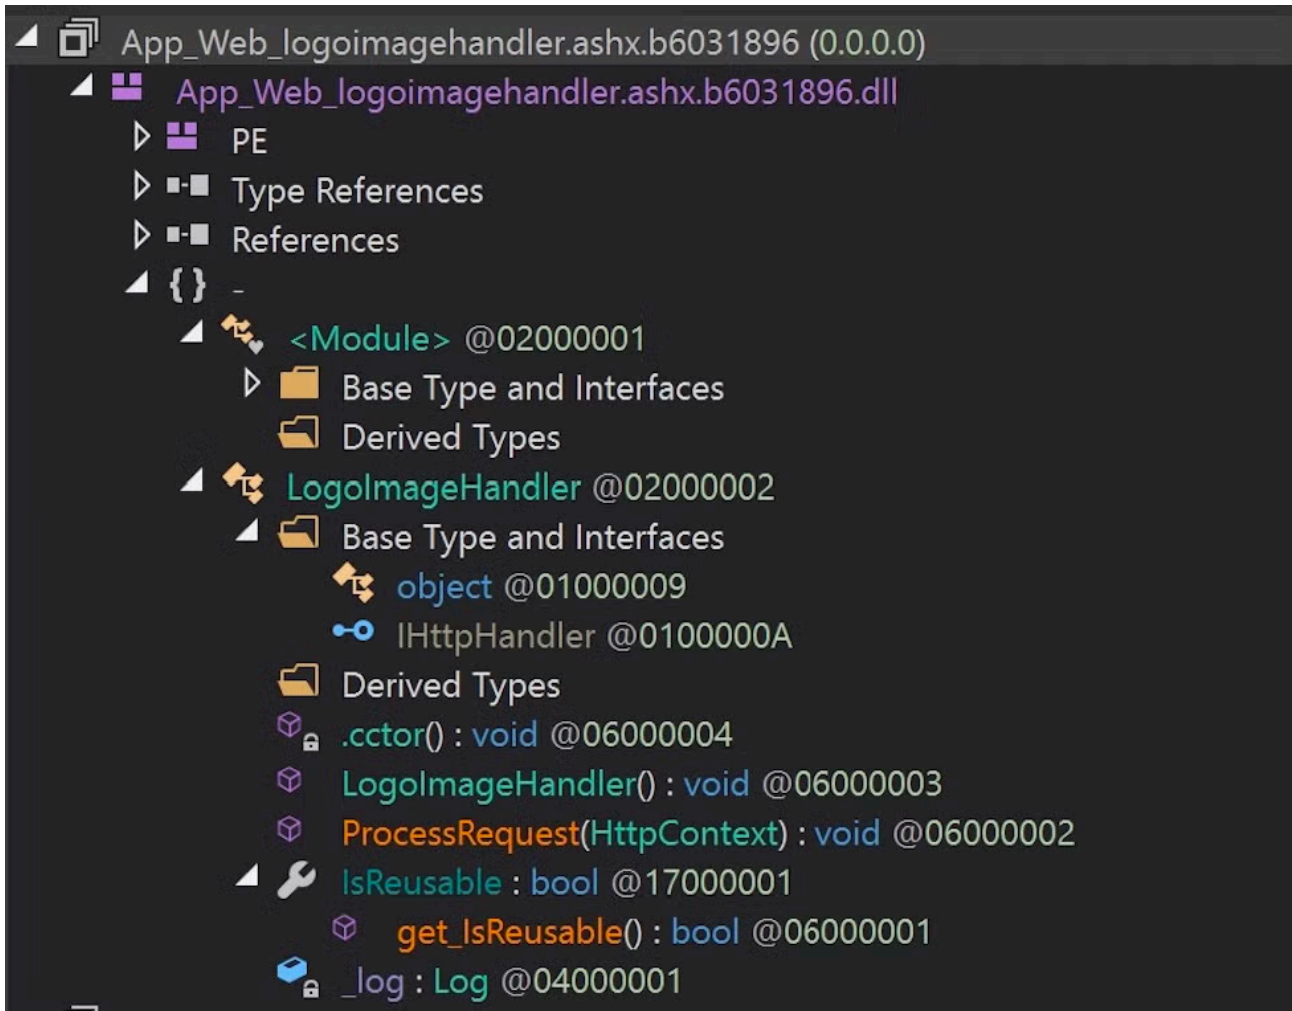 App_Web_logoimagehandler.ashx.b6031896 (0.0.0.0)
App_Web_logoimagehandler.ashx.b6031896.dll
PE
Type References
References
{ } -
<Module> @02000001
Base Type and Interfaces
Derived Types
LogoImageHandler @02000002
Base Type and Interfaces
object @01000009
IHttpHandler @0100000A
Derived Types
.cctor() : void @06000004
LogoImageHandler() : void @06000003
ProcessRequest(HttpContext) : void @06000002
IsReusable : bool @17000001
get_IsReusable() : bool @06000001
_log : Log @04000001